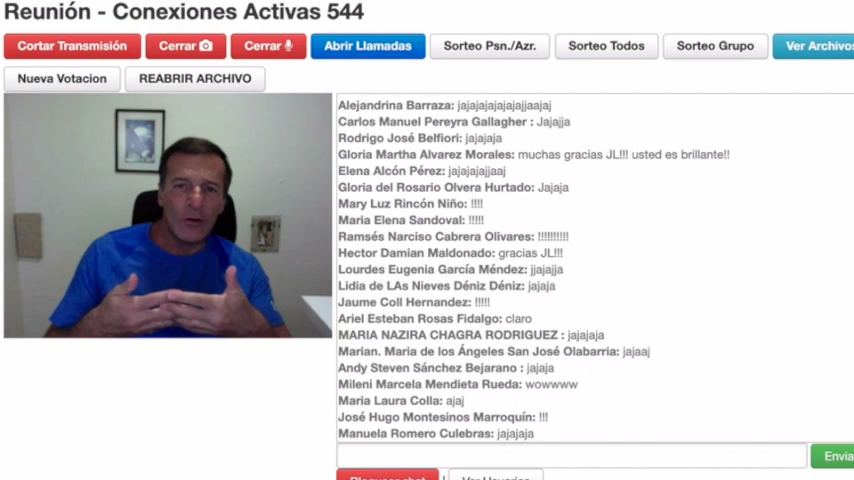 Reunión - Conexiones Activas 544
Cortar Transmisión Cerrar Cerrar Abrir Llamadas Sorteo Psn./Azr. Sorteo Todos Sorteo Grupo Ver Archivos
Nueva Votacion REABRIR ARCHIVO
Alejandrina Barraza: jajajajajajajjaajaj
Carlos Manuel Pereyra Gallagher : Jajajja
Rodrigo José Belfiori: jajajaja
Gloria Martha Alvarez Morales: muchas gracias JL!!! usted es brillante!!
Elena Alcón Pérez: jajajajajjaaj
Gloria del Rosario Olvera Hurtado: Jajaja
Mary Luz Rincón Niño: !!!!
Maria Elena Sandoval: !!!!!
Ramsés Narciso Cabrera Olivares: !!!!!!!!!!
Hector Damian Maldonado: gracias JL!!!
Lourdes Eugenia García Méndez: jjajajja
Lidia de LAs Nieves Déniz Déniz: jajaja
Jaume Coll Hernandez: !!!!!
Ariel Esteban Rosas Fidalgo: claro
MARIA NAZIRA CHAGRA RODRIGUEZ : jajajaja
Marian. Maria de los Ángeles San José Olabarria: jajaaj
Andy Steven Sánchez Bejarano : jajaja
Mileni Marcela Mendieta Rueda: wowwww
Maria Laura Colla: ajaj
José Hugo Montesinos Marroquín: !!!
Manuela Romero Culebras: jajajaja
Envia
Bloquear chat | Ver Usuarios